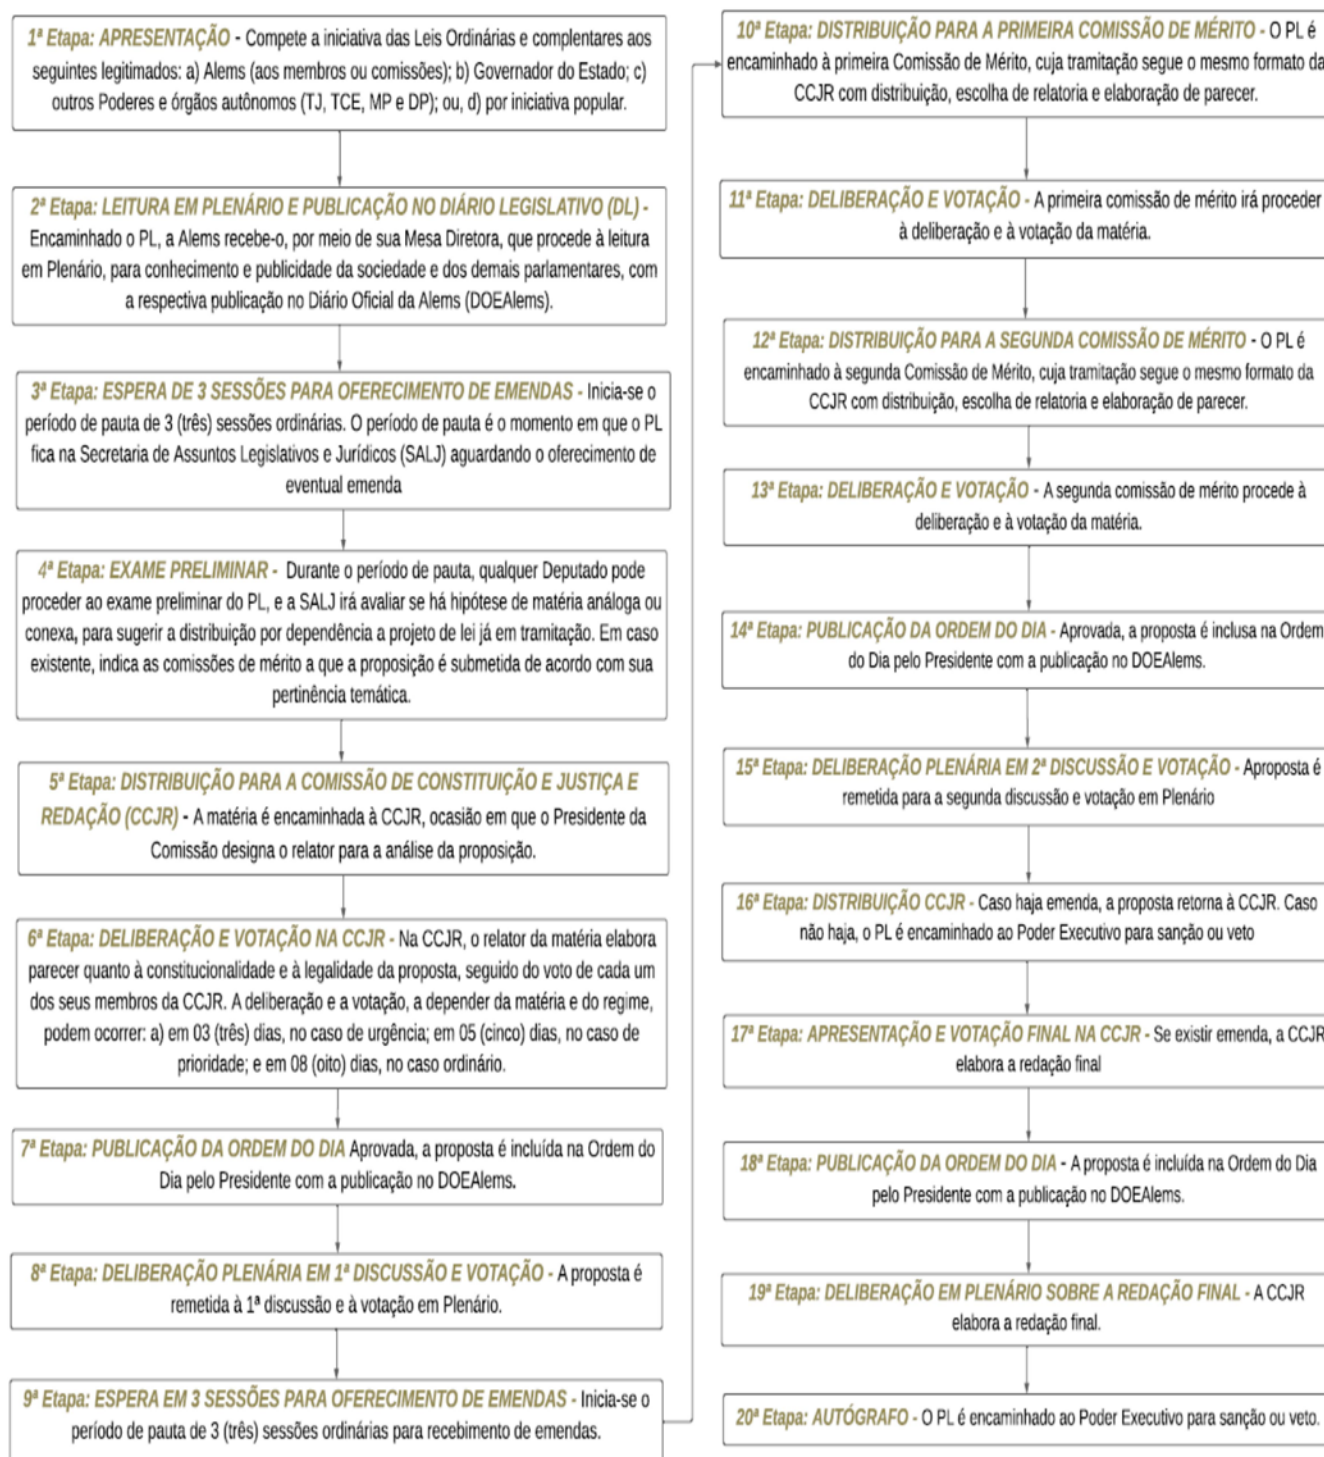 1ª Etapa: APRESENTAÇÃO - Compete a iniciativa das Leis Ordinárias e complentares aos
seguintes legitimados: a) Alems (aos membros ou comissões); b) Governador do Estado; c)
outros Poderes e órgãos autônomos (TJ, TCE, MP e DP); ou, d) por iniciativa popular.
2ª Etapa: LEITURA EM PLENÁRIO E PUBLICAÇÃO NO DIÁRIO LEGISLATIVO (DL) -
Encaminhado o PL, a Alems recebe-o, por meio de sua Mesa Diretora, que procede à leitura
em Plenário, para conhecimento e publicidade da sociedade e dos demais parlamentares, com
a respectiva publicação no Diário Oficial da Alems (DOEAlems).
3ª Etapa: ESPERA DE 3 SESSÕES PARA OFERECIMENTO DE EMENDAS - Inicia-se o
período de pauta de 3 (três) sessões ordinárias. O período de pauta é o momento em que o PL
fica na Secretaria de Assuntos Legislativos e Jurídicos (SALJ) aguardando o oferecimento de
eventual emenda
4ª Etapa: EXAME PRELIMINAR - Durante o período de pauta, qualquer Deputado pode
proceder ao exame preliminar do PL, e a SALJ irá avaliar se há hipótese de matéria análoga ou
conexa, para sugerir a distribuição por dependência a projeto de lei já em tramitação. Em caso
existente, indica as comissões de mérito a que a proposição é submetida de acordo com sua
pertinência temática.
5ª Etapa: DISTRIBUIÇÃO PARA A COMISSÃO DE CONSTITUIÇÃO E JUSTIÇA E
REDAÇÃO (CCJR) - A matéria é encaminhada à CCJR, ocasião em que o Presidente da
Comissão designa o relator para a análise da proposição.
6ª Etapa: DELIBERAÇÃO E VOTAÇÃO NA CCJR - Na CCJR, o relator da matéria elabora
parecer quanto à constitucionalidade e à legalidade da proposta, seguido do voto de cada um
dos seus membros da CCJR. A deliberação e a votação, a depender da matéria e do regime,
podem ocorrer: a) em 03 (três) dias, no caso de urgência; em 05 (cinco) dias, no caso de
prioridade; e em 08 (oito) dias, no caso ordinário.
7ª Etapa: PUBLICAÇÃO DA ORDEM DO DIA Aprovada, a proposta é incluída na Ordem do
Dia pelo Presidente com a publicação no DOEAlems.
8ª Etapa: DELIBERAÇÃO PLENÁRIA EM 1ª DISCUSSÃO E VOTAÇÃO - A proposta é
remetida à 1ª discussão e à votação em Plenário.
9ª Etapa: ESPERA EM 3 SESSÕES PARA OFERECIMENTO DE EMENDAS - Inicia-se o
período de pauta de 3 (três) sessões ordinárias para recebimento de emendas.
10ª Etapa: DISTRIBUIÇÃO PARA A PRIMEIRA COMISSÃO DE MÉRITO - O PL é
encaminhado à primeira Comissão de Mérito, cuja tramitação segue o mesmo formato da
CCJR com distribuição, escolha de relatoria e elaboração de parecer.
11ª Etapa: DELIBERAÇÃO E VOTAÇÃO - A primeira comissão de mérito irá proceder
à deliberação e à votação da matéria.
12ª Etapa: DISTRIBUIÇÃO PARA A SEGUNDA COMISSÃO DE MÉRITO - O PL é
encaminhado à segunda Comissão de Mérito, cuja tramitação segue o mesmo formato da
CCJR com distribuição, escolha de relatoria e elaboração de parecer.
13ª Etapa: DELIBERAÇÃO E VOTAÇÃO - A segunda comissão de mérito procede à
deliberação e à votação da matéria.
14ª Etapa: PUBLICAÇÃO DA ORDEM DO DIA - Aprovada, a proposta é inclusa na Ordem
do Dia pelo Presidente com a publicação no DOEAlems.
15ª Etapa: DELIBERAÇÃO PLENÁRIA EM 2ª DISCUSSÃO E VOTAÇÃO - Aproposta é
remetida para a segunda discussão e votação em Plenário
16ª Etapa: DISTRIBUIÇÃO CCJR - Caso haja emenda, a proposta retorna à CCJR. Caso
não haja, o PL é encaminhado ao Poder Executivo para sanção ou veto
17ª Etapa: APRESENTAÇÃO E VOTAÇÃO FINAL NA CCJR - Se existir emenda, a CCJR
elabora a redação final
18ª Etapa: PUBLICAÇÃO DA ORDEM DO DIA - A proposta é incluída na Ordem do Dia
pelo Presidente com a publicação no DOEAlems.
19ª Etapa: DELIBERAÇÃO EM PLENÁRIO SOBRE A REDAÇÃO FINAL - A CCJR
elabora a redação final.
20ª Etapa: AUTÓGRAFO - O PL é encaminhado ao Poder Executivo para sanção ou veto.